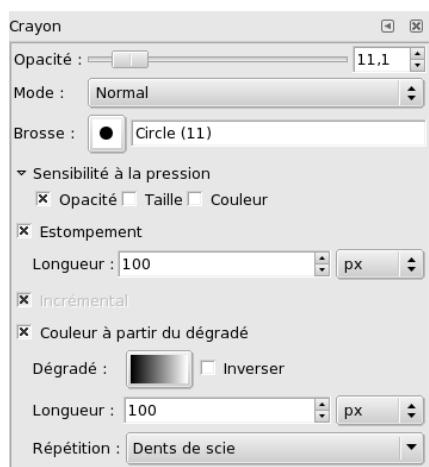 Crayon
Opacité : 11,1
Mode : Normal
Brosse : Circle (11)
Sensibilité à la pression
Opacité Taille Couleur
Estompement
Longueur : 100 px
Incrémental
Couleur à partir du dégradé
Dégradé : Inverser
Longueur : 100 px
Répétition : Dents de scie